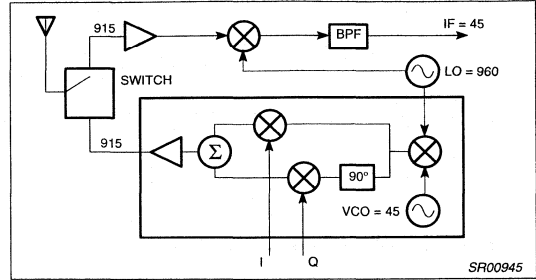 915
BPF
IF = 45
SWITCH
LO = 960
915
Σ
90°
VCO = 45
I
Q
SR00945